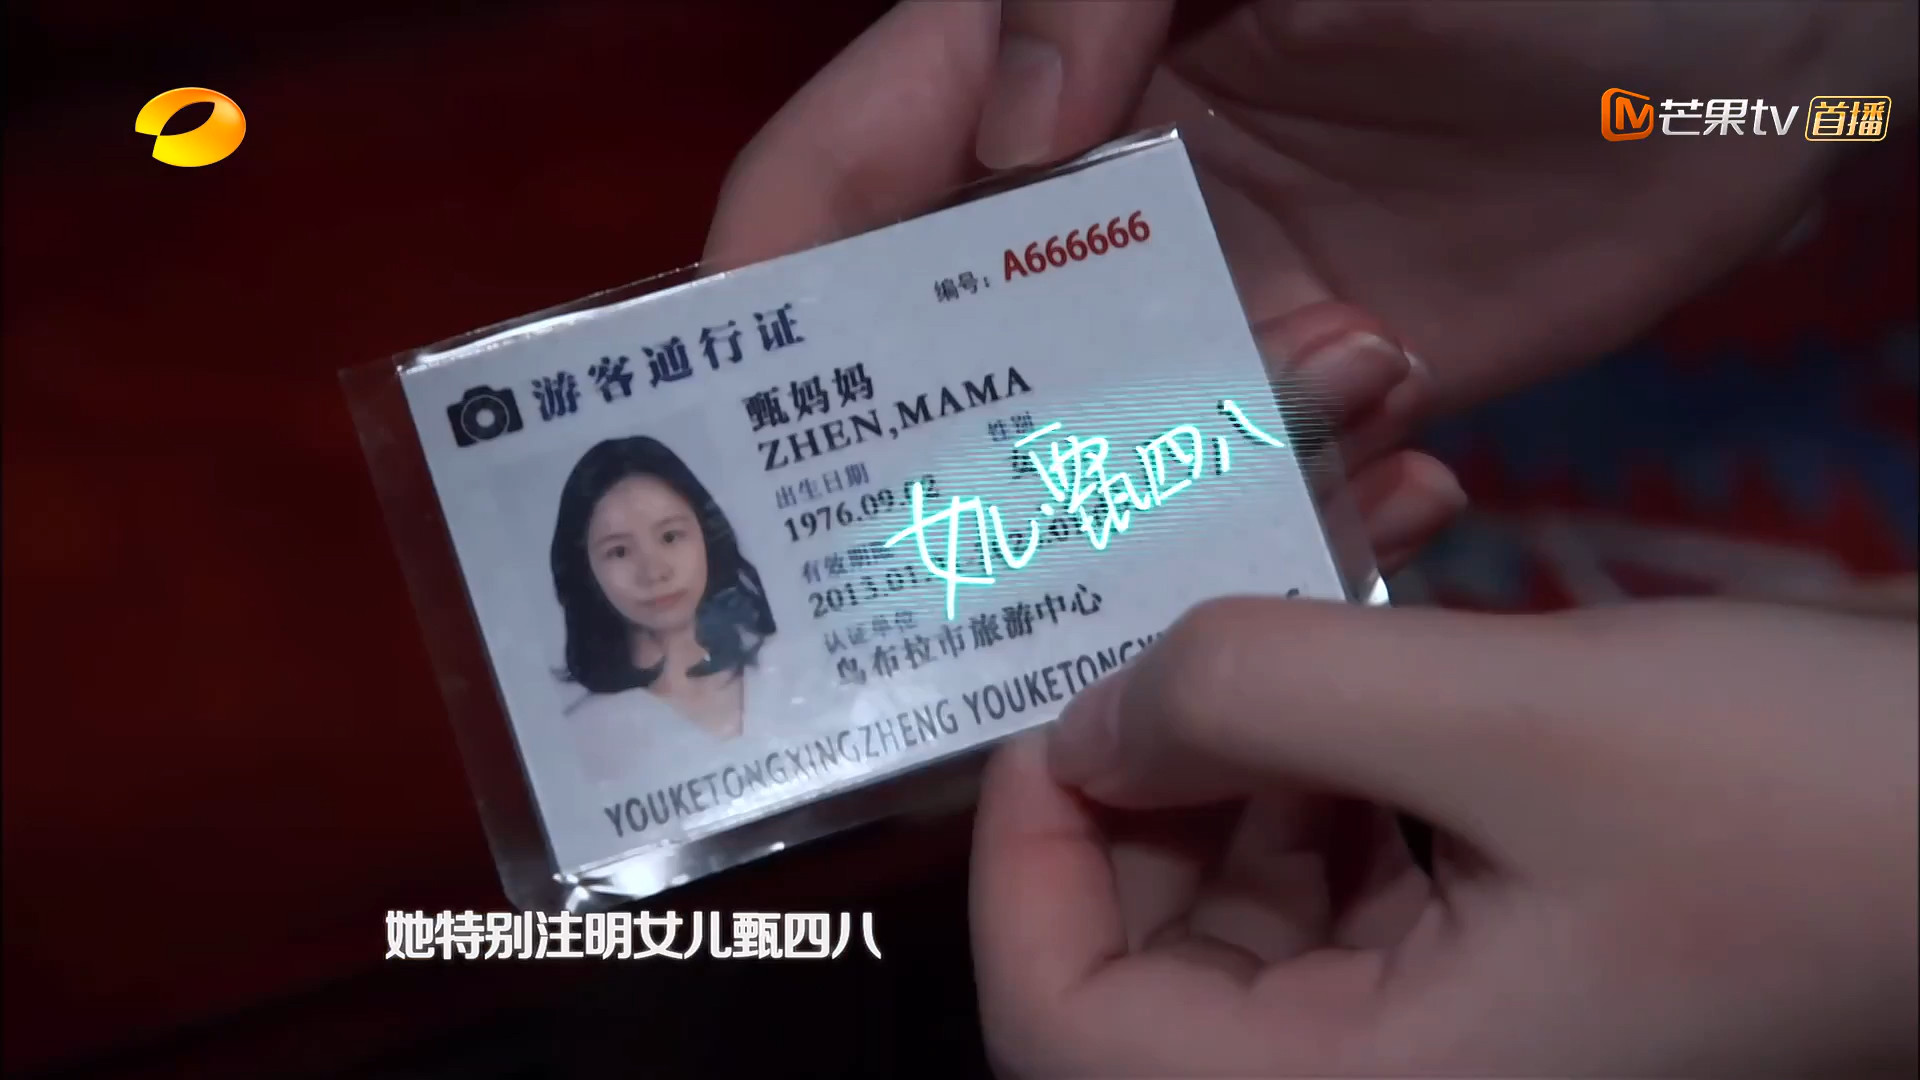 芒果tv 首播
编号：A666666
游客通行证
甄妈妈
ZHEN,MAMA
性别
出生日期
1976.09.02
女儿：甄四八
有效期限
2013.01
认证单位
乌布拉市旅游中心
YOUKETONGXINGZHENG YOUKETONGX
她特别注明女儿甄四八